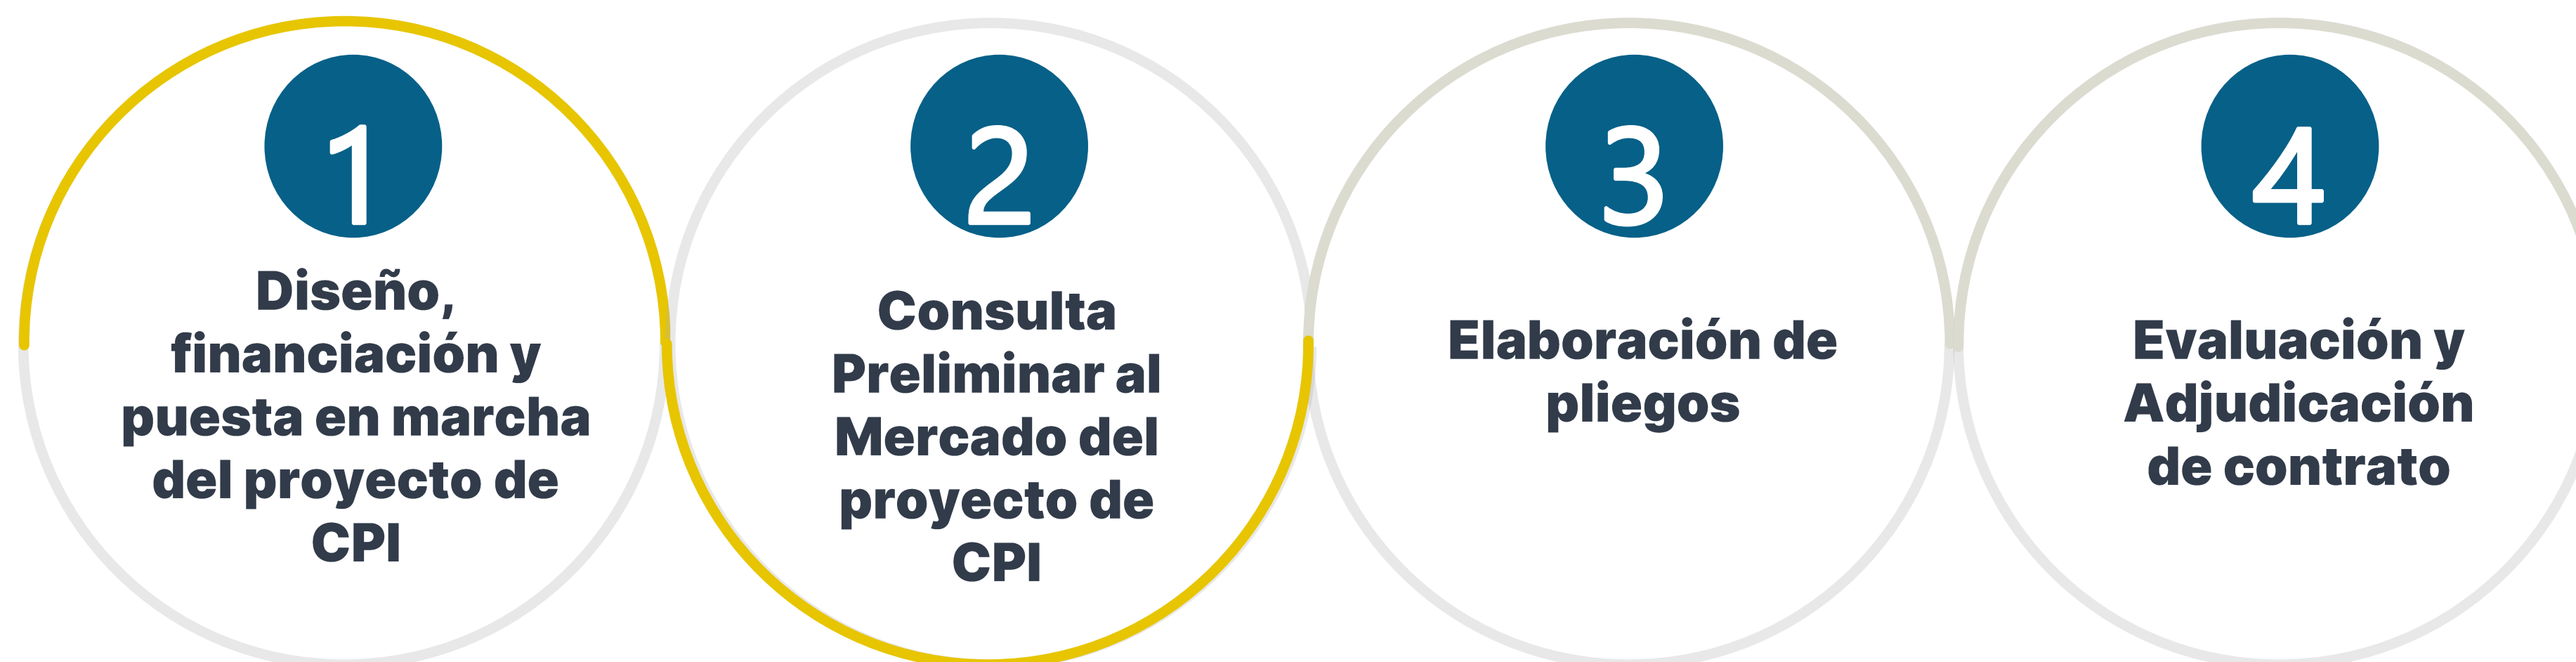 1
Diseño,
financiación y
puesta en marcha
del proyecto de
CPI
2
Consulta
Preliminar al
Mercado del
proyecto de
CPI
3
Elaboración de
pliegos
4
Evaluación y
Adjudicación
de contrato